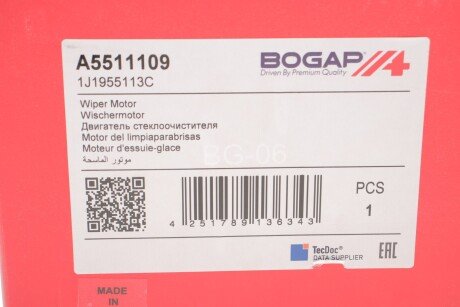 A5511109
1J1955113C
BOGAP
Driven By Premium Quality
Wiper Motor
Wischermotor
Двигатель стеклоочистителя
Motor del limpiaparabrisas
Moteur d'essuie-glace
موتور الماسحة
BG-06
4 251789 136343
PCS
1
TecDoc®
DATA SUPPLIER
EAC
MADE
IN